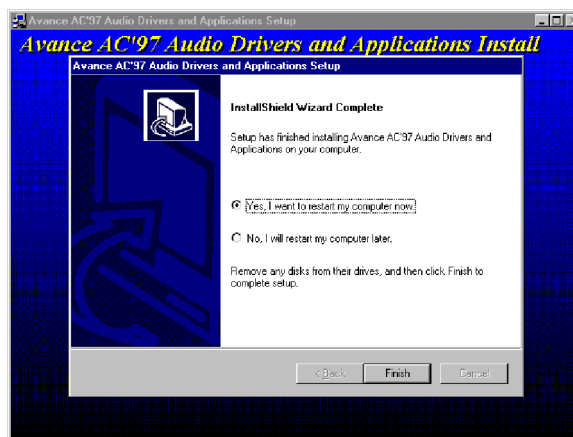 Avance AC'97 Audio Drivers and Applications Setup
Avance AC'97 Audio Drivers and Applications Install
Avance AC'97 Audio Drivers and Applications Setup
InstallShield Wizard Complete
Setup has finished installing Avance AC'97 Audio Drivers and
Applications on your computer.
Yes, I want to restart my computer now.
No, I will restart my computer later.
Remove any disks from their drives, and then click Finish to
complete setup.
< Back
Finish
Cancel